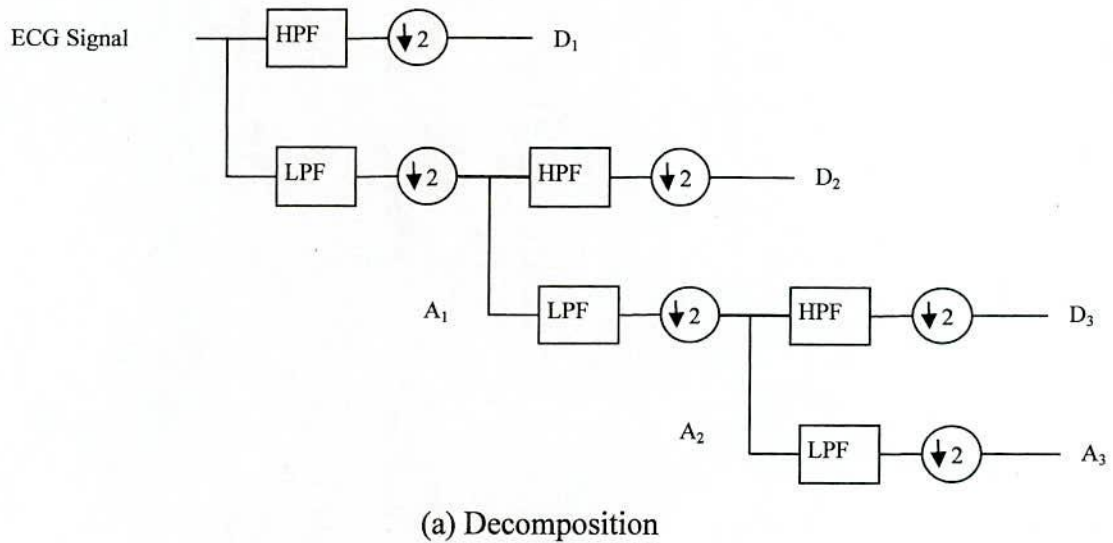 ECG Signal HPF ↓2 D₁
LPF ↓2 HPF ↓2 D₂
A₁ LPF ↓2 HPF ↓2 D₃
A₂ LPF ↓2 A₃
(a) Decomposition